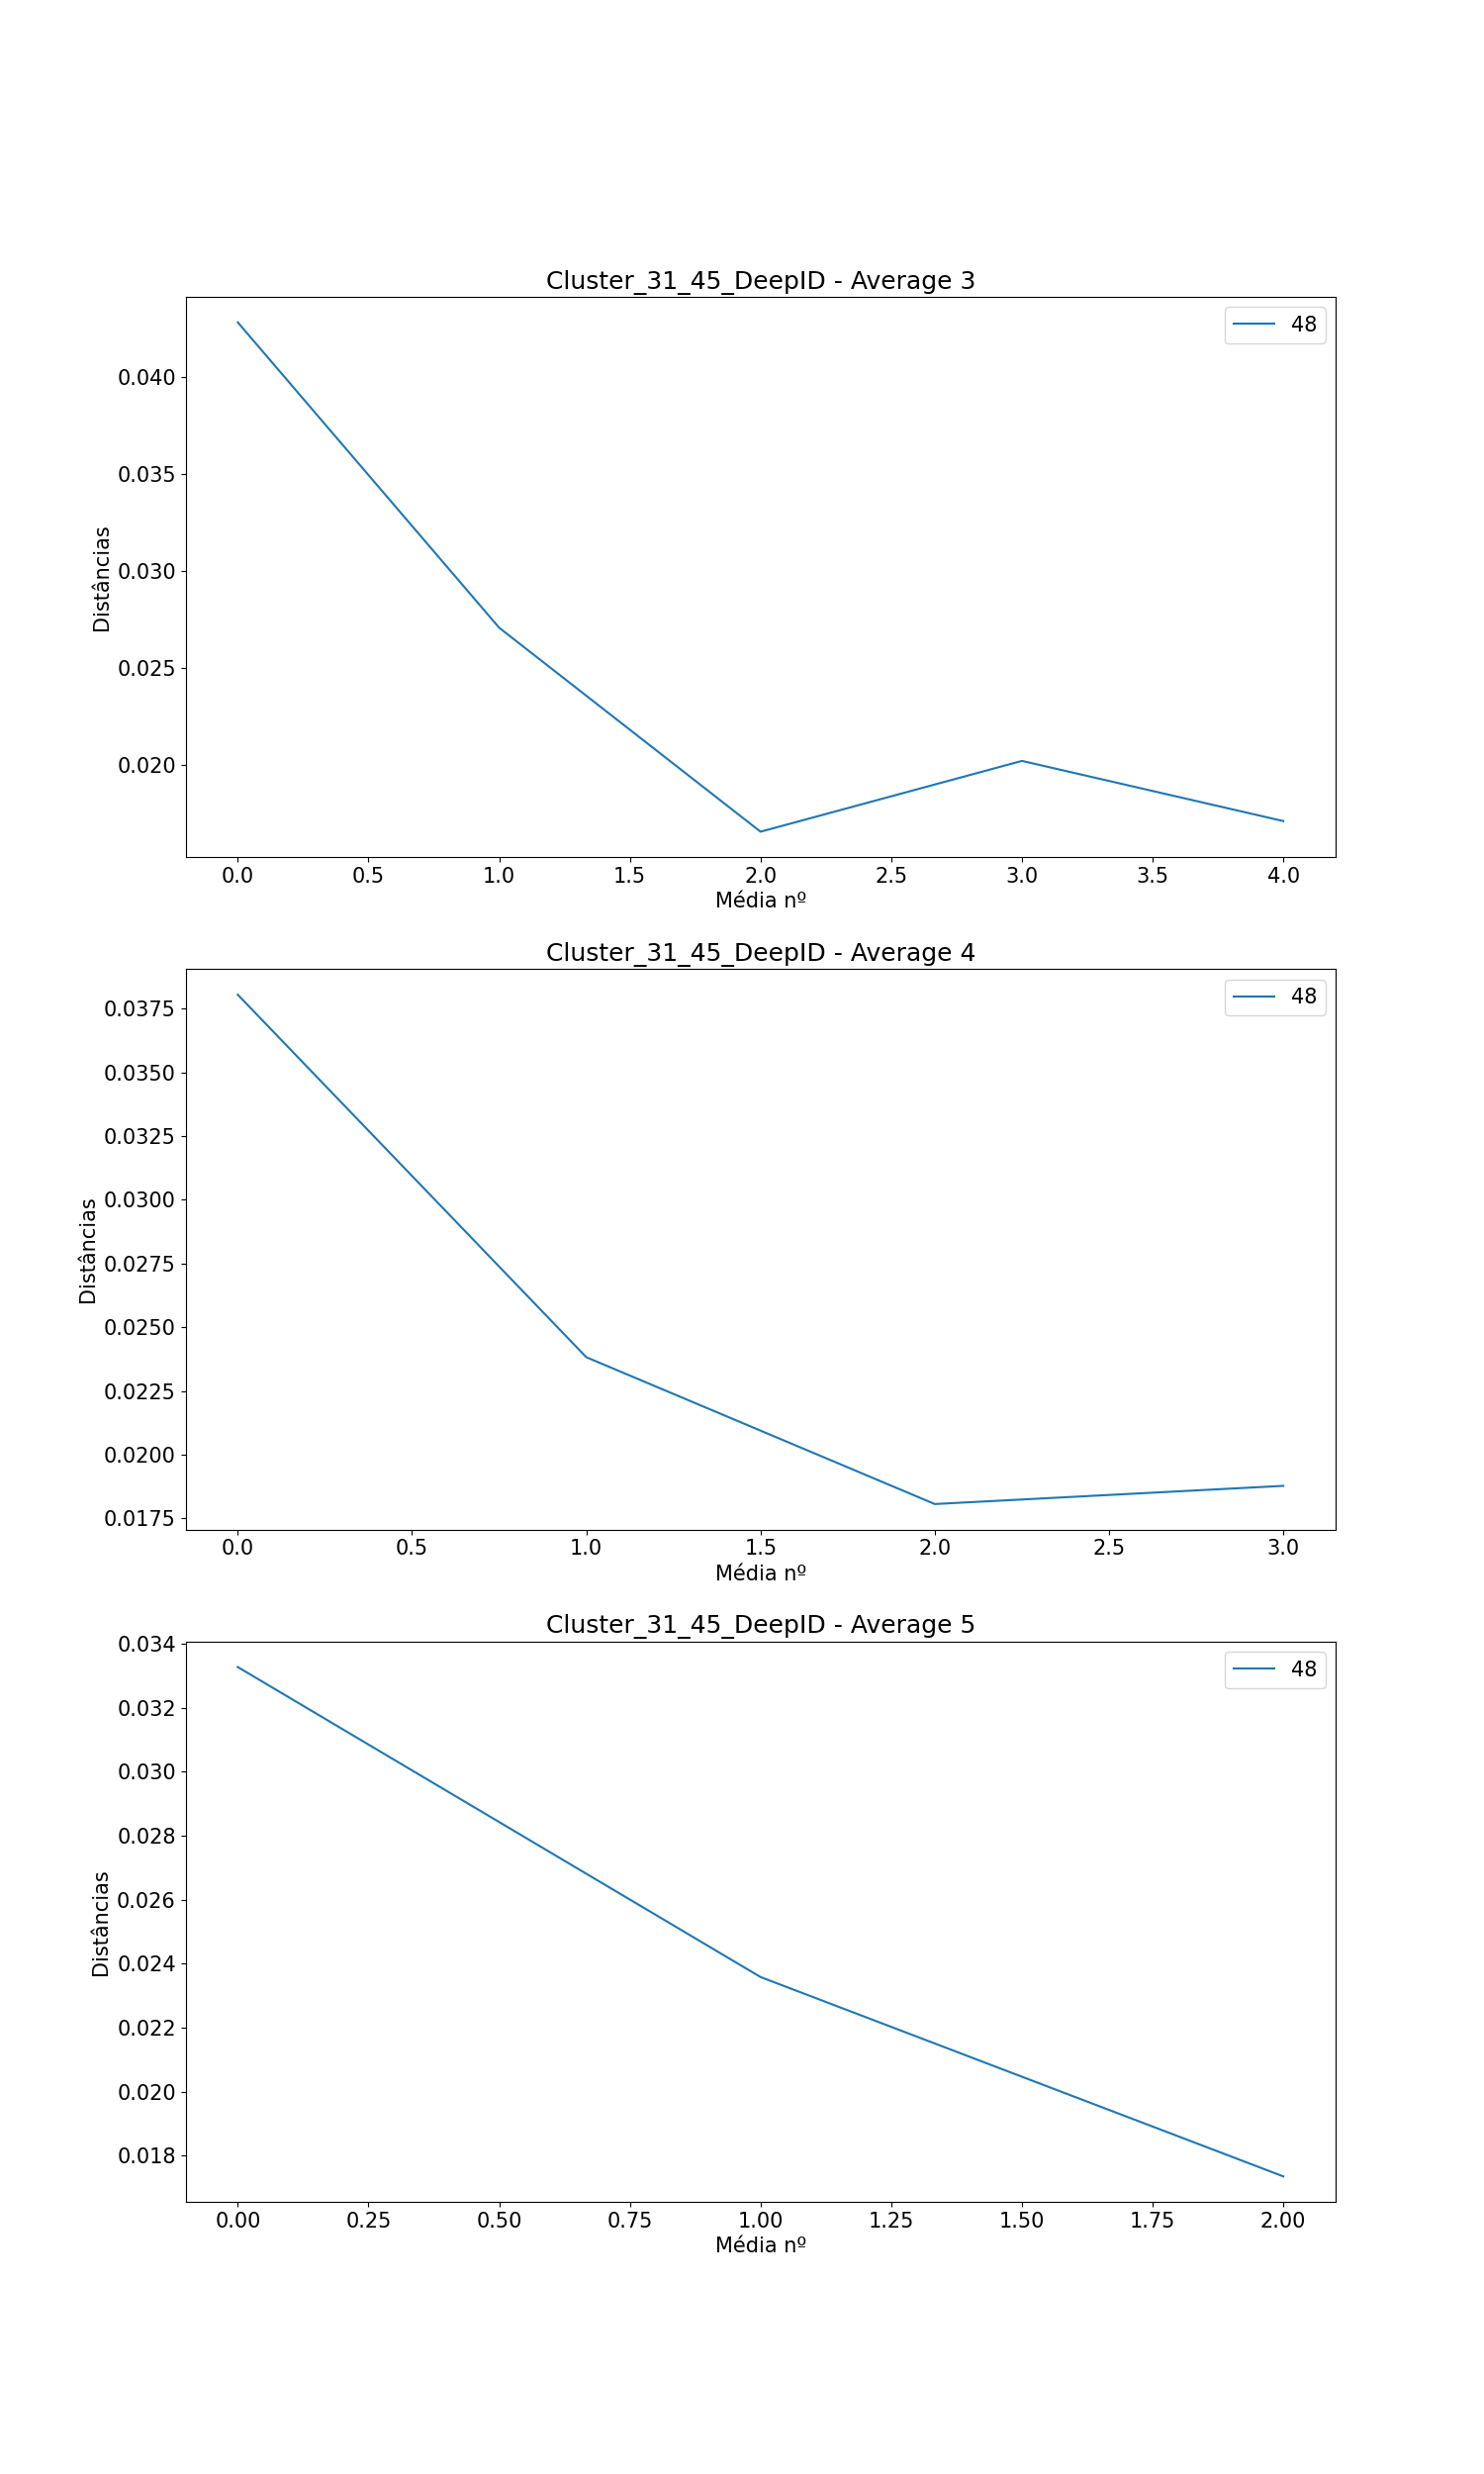 Cluster_31_45_DeepID - Average 3
48
0.040
0.035
0.030
0.025
0.020
Distâncias
0.0 0.5 1.0 1.5 2.0 2.5 3.0 3.5 4.0
Média nº
Cluster_31_45_DeepID - Average 4
48
0.0375
0.0350
0.0325
0.0300
0.0275
0.0250
0.0225
0.0200
0.0175
Distâncias
0.0 0.5 1.0 1.5 2.0 2.5 3.0
Média nº
Cluster_31_45_DeepID - Average 5
48
0.034
0.032
0.030
0.028
0.026
0.024
0.022
0.020
0.018
Distâncias
0.00 0.25 0.50 0.75 1.00 1.25 1.50 1.75 2.00
Média nº